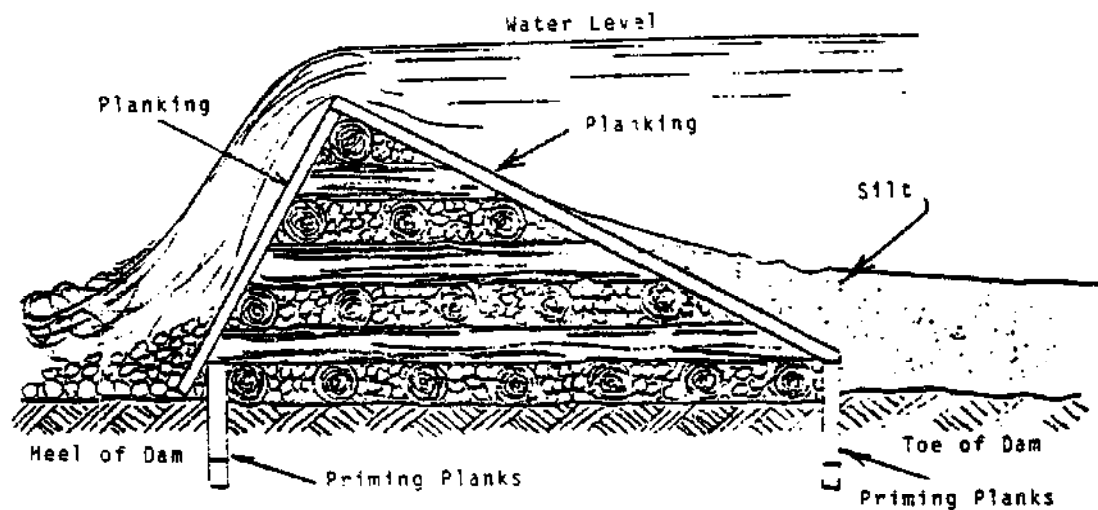 Water Level
Planking
Planking
Silt
Heel of Dam
Toe of Dam
Priming Planks
Priming Planks